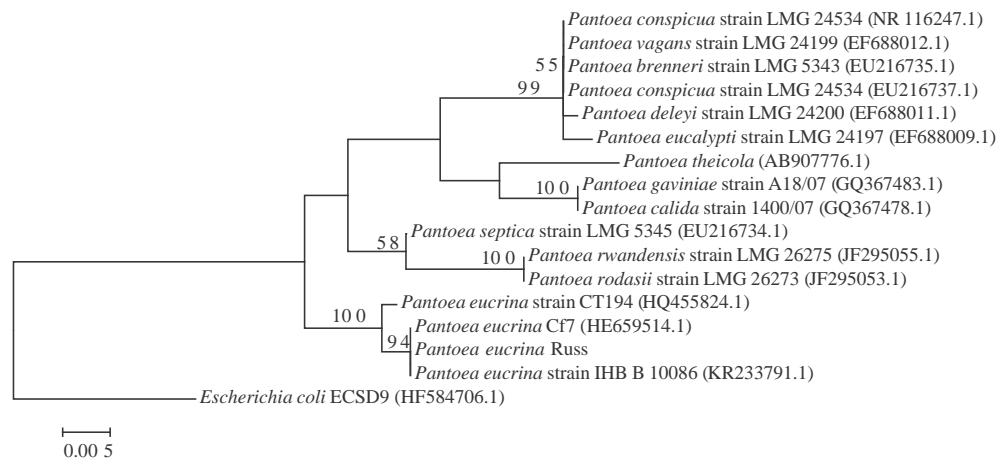 Pantoea conspicua strain LMG 24534 (NR 116247.1)
Pantoea vagans strain LMG 24199 (EF688012.1)
55
Pantoea brenneri strain LMG 5343 (EU216735.1)
99
Pantoea conspicua strain LMG 24534 (EU216737.1)
Pantoea deleyi strain LMG 24200 (EF688011.1)
Pantoea eucalypti strain LMG 24197 (EF688009.1)
Pantoea theicola (AB907776.1)
100
Pantoea gaviniae strain A18/07 (GQ367483.1)
Pantoea calida strain 1400/07 (GQ367478.1)
Pantoea septica strain LMG 5345 (EU216734.1)
58
100
Pantoea rwandensis strain LMG 26275 (JF295055.1)
Pantoea rodasii strain LMG 26273 (JF295053.1)
Pantoea eucrina strain CT194 (HQ455824.1)
100
Pantoea eucrina Cf7 (HE659514.1)
94
Pantoea eucrina Russ
Pantoea eucrina strain IHB B 10086 (KR233791.1)
Escherichia coli ECSD9 (HF584706.1)
0.00 5